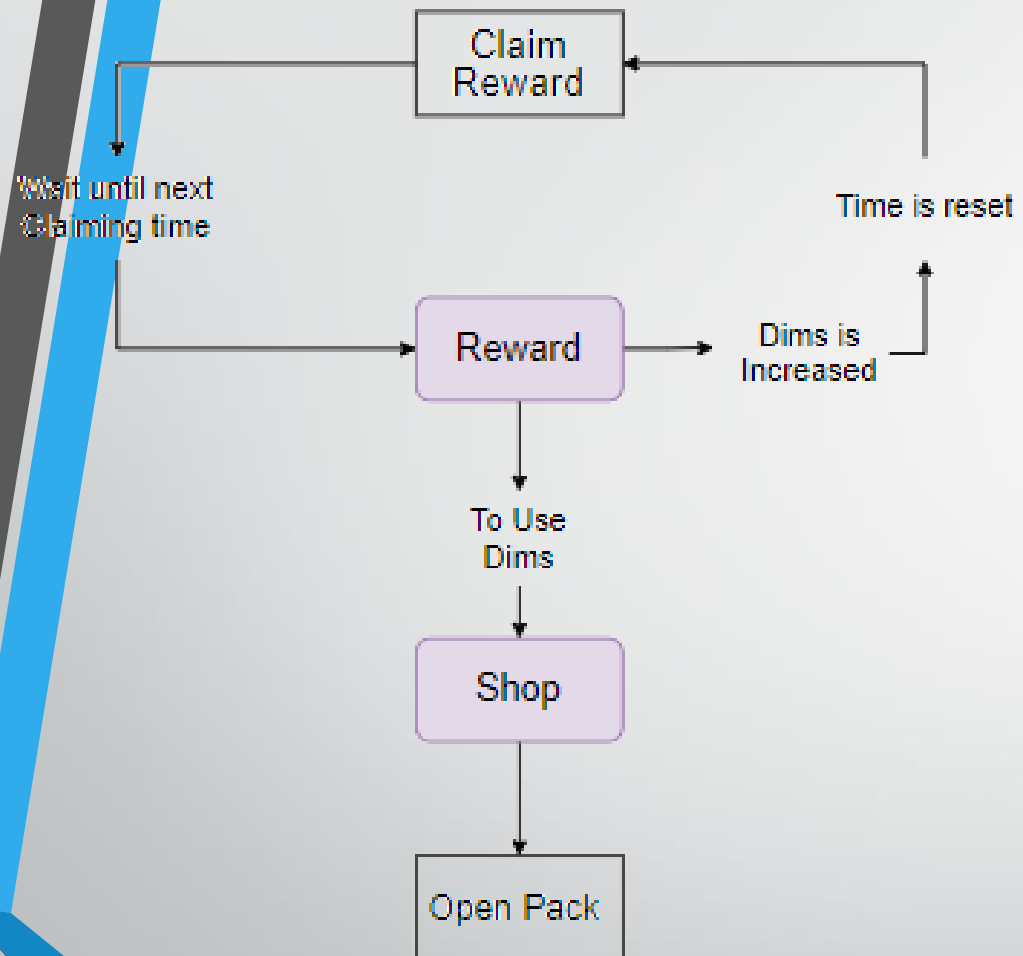 Claim
Reward
Wait until next
Claiming time
Time is reset
Reward
Dims is
Increased
To Use
Dims
Shop
Open Pack